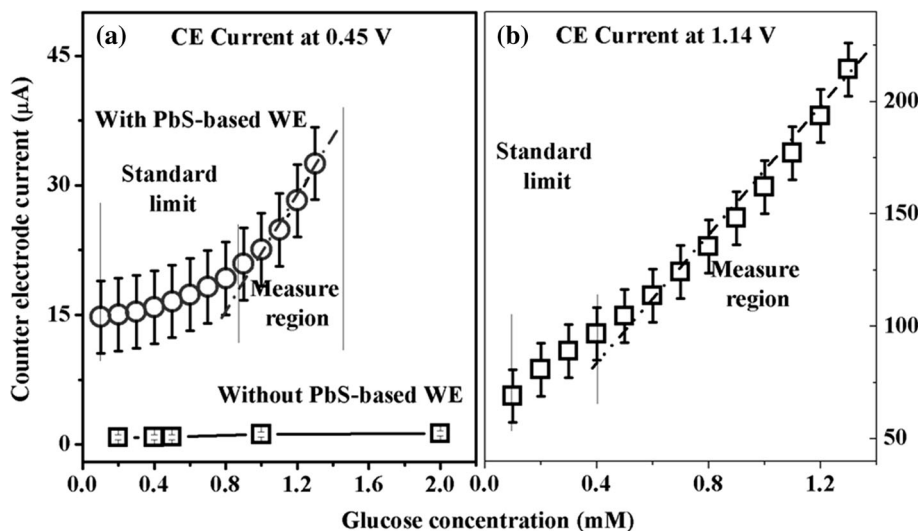 (a) CE Current at 0.45 V
(b) CE Current at 1.14 V
45
30
15
0
With PbS-based WE
Standard
limit
Measure
region
Without PbS-based WE
Standard
limit
Measure
region
200
150
100
50
0.0 0.4 0.8 1.2 1.6 2.0 0.0 0.4 0.8 1.2
Counter electrode current (μA)
Glucose concentration (mM)